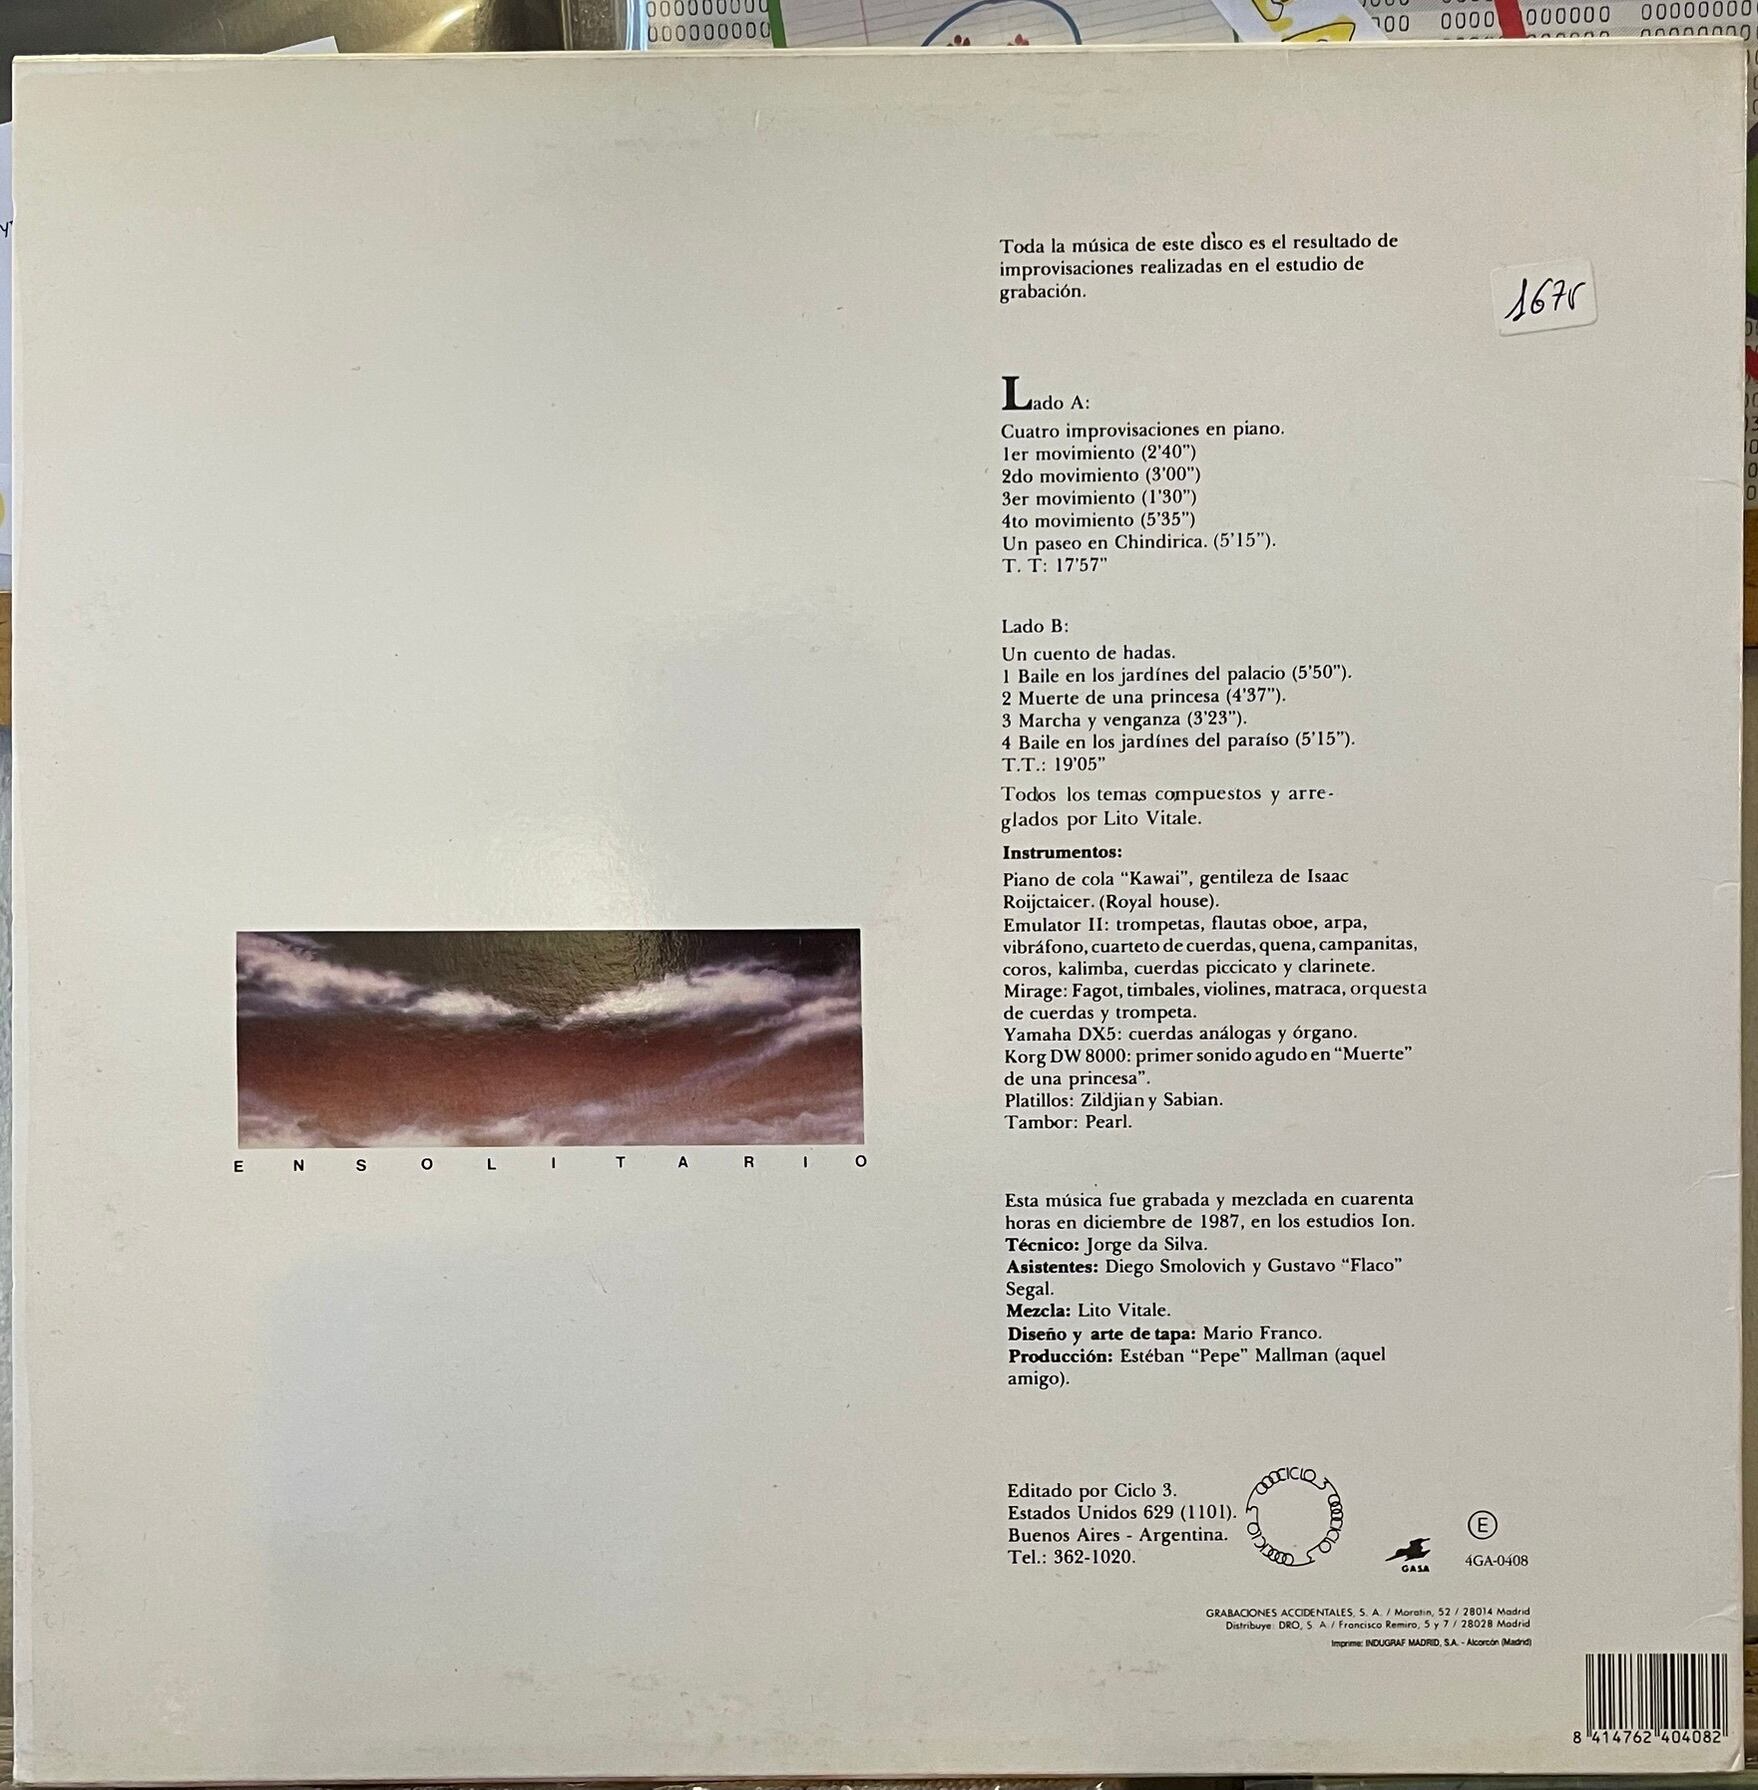 Toda la música de este disco es el resultado de
improvisaciones realizadas en el estudio de
grabación.
Lado A:
Cuatro improvisaciones en piano.
1er movimiento (2'40")
2do movimiento (3'00")
3er movimiento (1'30")
4to movimiento (5'35")
Un paseo en Chindirica. (5'15").
T. T: 17'57"
Lado B:
Un cuento de hadas.
1 Baile en los jardínes del palacio (5'50").
2 Muerte de una princesa (4'37").
3 Marcha y venganza (3'23").
4 Baile en los jardínes del paraíso (5'15").
T.T.: 19'05"
Todos los temas compuestos y arre-
glados por Lito Vitale.
Instrumentos:
Piano de cola “Kawai”, gentileza de Isaac
Roijctaicer. (Royal house).
Emulator II: trompetas, flautas oboe, arpa,
vibráfono, cuarteto de cuerdas, quena, campanitas,
coros, kalimba, cuerdas piccicato y clarinete.
Mirage: Fagot, timbales, violines, matraca, orquesta
de cuerdas y trompeta.
Yamaha DX5: cuerdas análogas y órgano.
Korg DW 8000: primer sonido agudo en “Muerte”
de una princesa”.
Platillos: Zildjian y Sabian.
Tambor: Pearl.
ENSOLITARIO
Esta música fue grabada y mezclada en cuarenta
horas en diciembre de 1987, en los estudios Ion.
Técnico: Jorge da Silva.
Asistentes: Diego Smolovich y Gustavo “Flaco”
Segal.
Mezcla: Lito Vitale.
Diseño y arte de tapa: Mario Franco.
Producción: Estéban “Pepe” Mallman (aquel
amigo).
Editado por Ciclo 3.
Estados Unidos 629 (1101).
Buenos Aires - Argentina.
Tel.: 362-1020.
CICLO 3
GASA
E
4GA-0408
GRABACIONES ACCIDENTALES, S. A. / Moratin, 52 / 28014 Madrid
Distribuye: DRO, S. A / Francisco Remiro, 5 y 7 / 28028 Madrid
Imprime: INDUGRAF MADRID, S.A. - Alcorcón (Madrid)
8 414762 404082